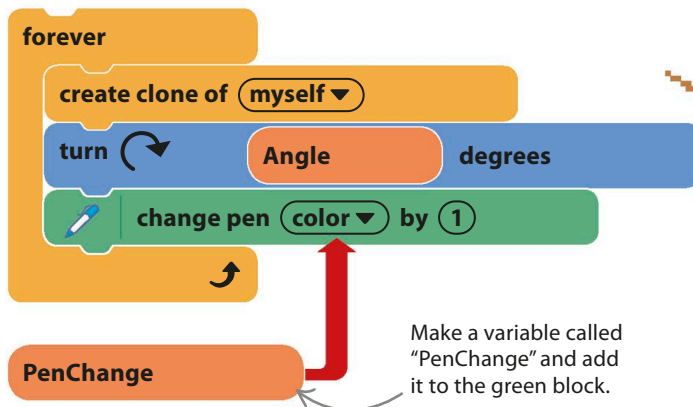 forever
create clone of myself
turn Angle degrees
change pen color by 1
PenChange
Make a variable called
“PenChange” and add
it to the green block.